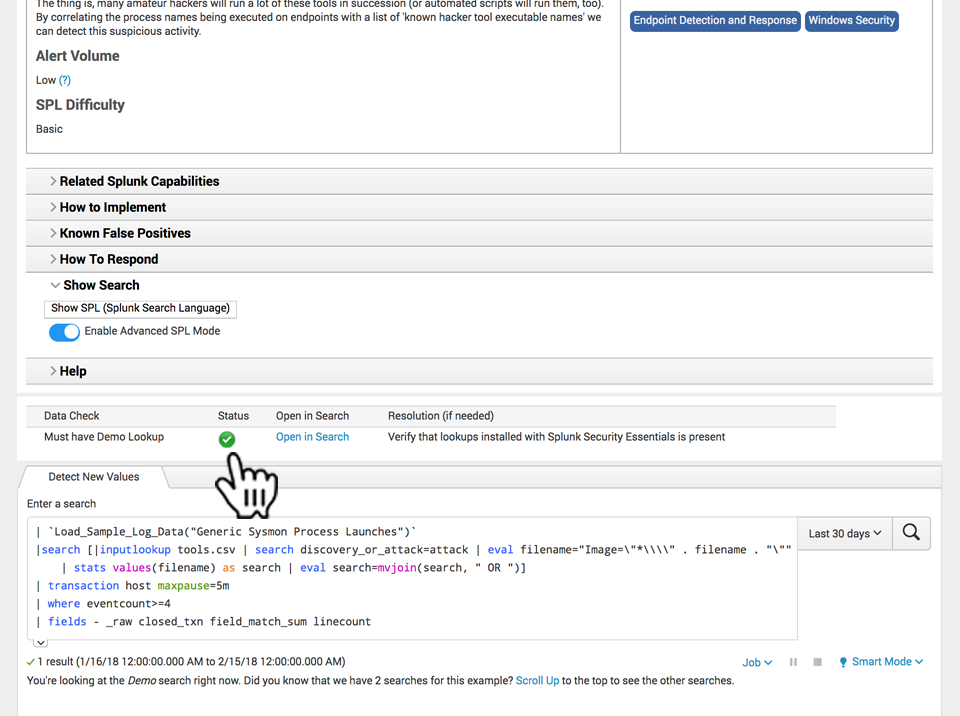 The thing is, many amateur hackers will run a lot of these tools in succession (or automated scripts will run them, too).
By correlating the process names being executed on endpoints with a list of 'known hacker tool executable names' we
can detect this suspicious activity.
Endpoint Detection and Response
Windows Security
Alert Volume
Low (?)
SPL Difficulty
Basic
Related Splunk Capabilities
How to Implement
Known False Positives
How To Respond
Show Search
Show SPL (Splunk Search Language)
Enable Advanced SPL Mode
Help
Data Check Status Open in Search Resolution (if needed)
Must have Demo Lookup Open in Search Verify that lookups installed with Splunk Security Essentials is present
Detect New Values
Enter a search
| `Load_Sample_Log_Data("Generic Sysmon Process Launches")`
|search [|inputlookup tools.csv | search discovery_or_attack=attack | eval filename="Image=\"*\\\\" . filename . "\""
| stats values(filename) as search | eval search=mvjoin(search, " OR ")]
| transaction host maxpause=5m
| where eventcount>=4
| fields - _raw closed_txn field_match_sum linecount
Last 30 days
1 result (1/16/18 12:00:00.000 AM to 2/15/18 12:00:00.000 AM)
Job
Smart Mode
You're looking at the Demo search right now. Did you know that we have 2 searches for this example? Scroll Up to the top to see the other searches.